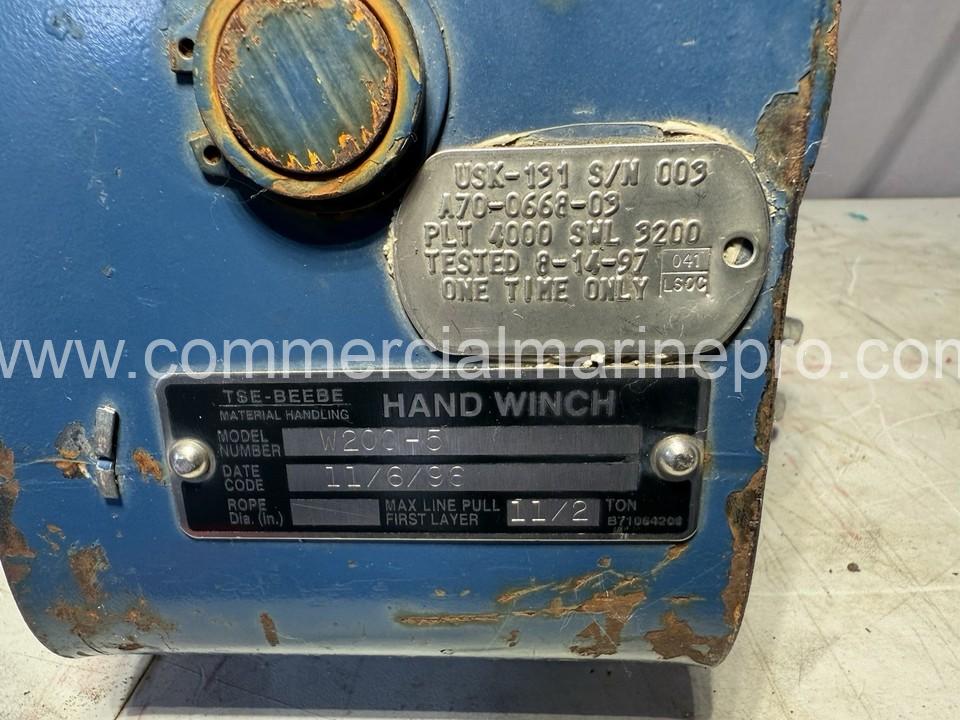 USK-131 S/N 003
A70-0668-03
PLT 4000 SWL 3200
TESTED 8-14-97 041
ONE TIME ONLY LSOC
www.commercialmarinepro.com
TSE-BEEBE
MATERIAL HANDLING
HAND WINCH
MODEL NUMBER W200-5
DATE CODE 11/6/96
ROPE Dia. (in.) MAX LINE PULL FIRST LAYER 11/2 TON